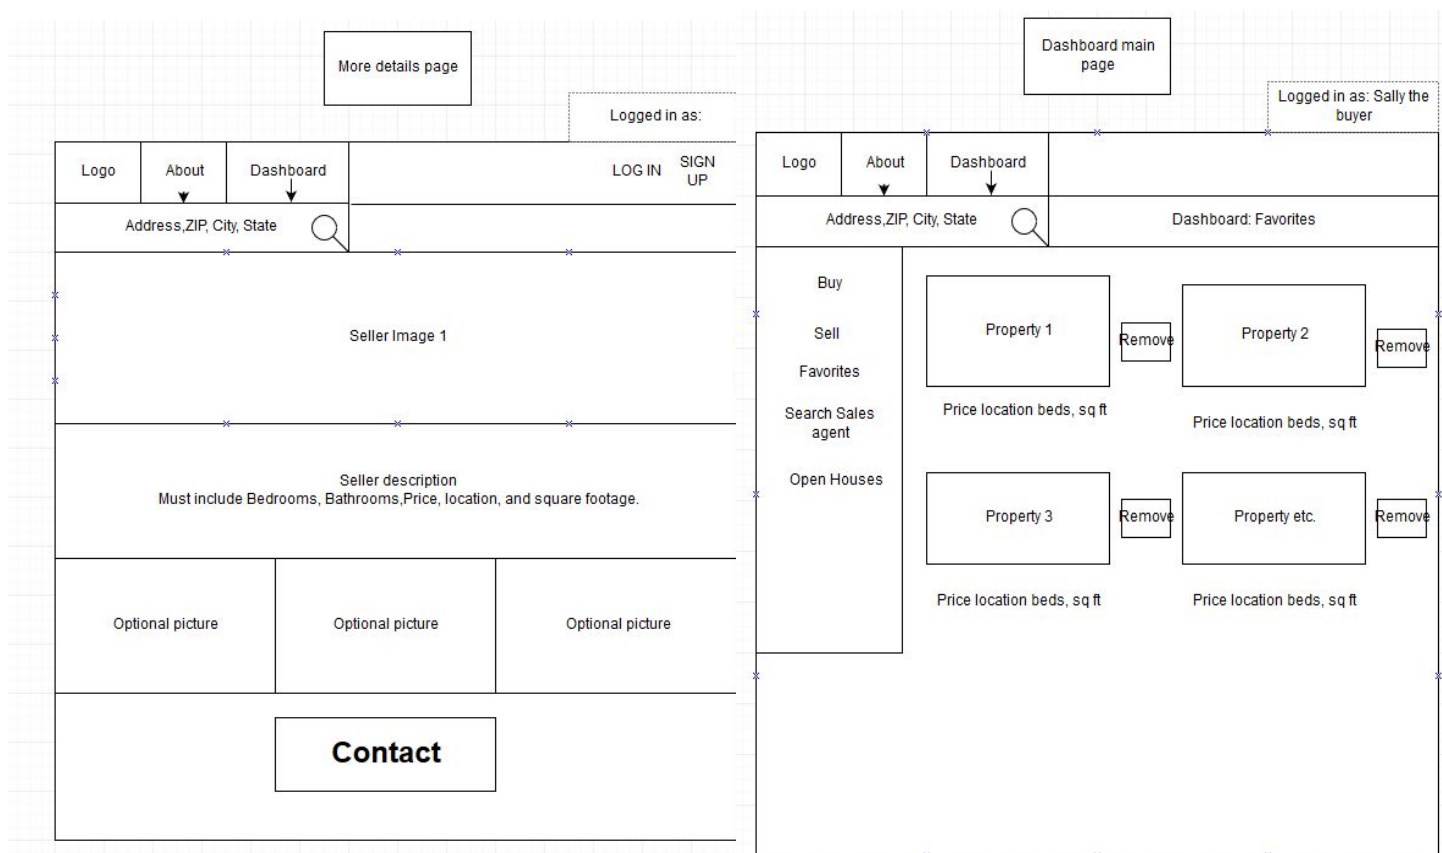 More details page
Logged in as:
Logo
About
Dashboard
LOG IN
SIGN
UP
Address,ZIP, City, State
Seller Image 1
Seller description
Must include Bedrooms, Bathrooms,Price, location, and square footage.
Optional picture
Optional picture
Optional picture
Contact
Dashboard main
page
Logged in as: Sally the
buyer
Logo
About
Dashboard
Address,ZIP, City, State
Dashboard: Favorites
Buy
Sell
Favorites
Search Sales
agent
Open Houses
Property 1
Remove
Property 2
Remove
Price location beds, sq ft
Price location beds, sq ft
Property 3
Remove
Property etc.
Remove
Price location beds, sq ft
Price location beds, sq ft